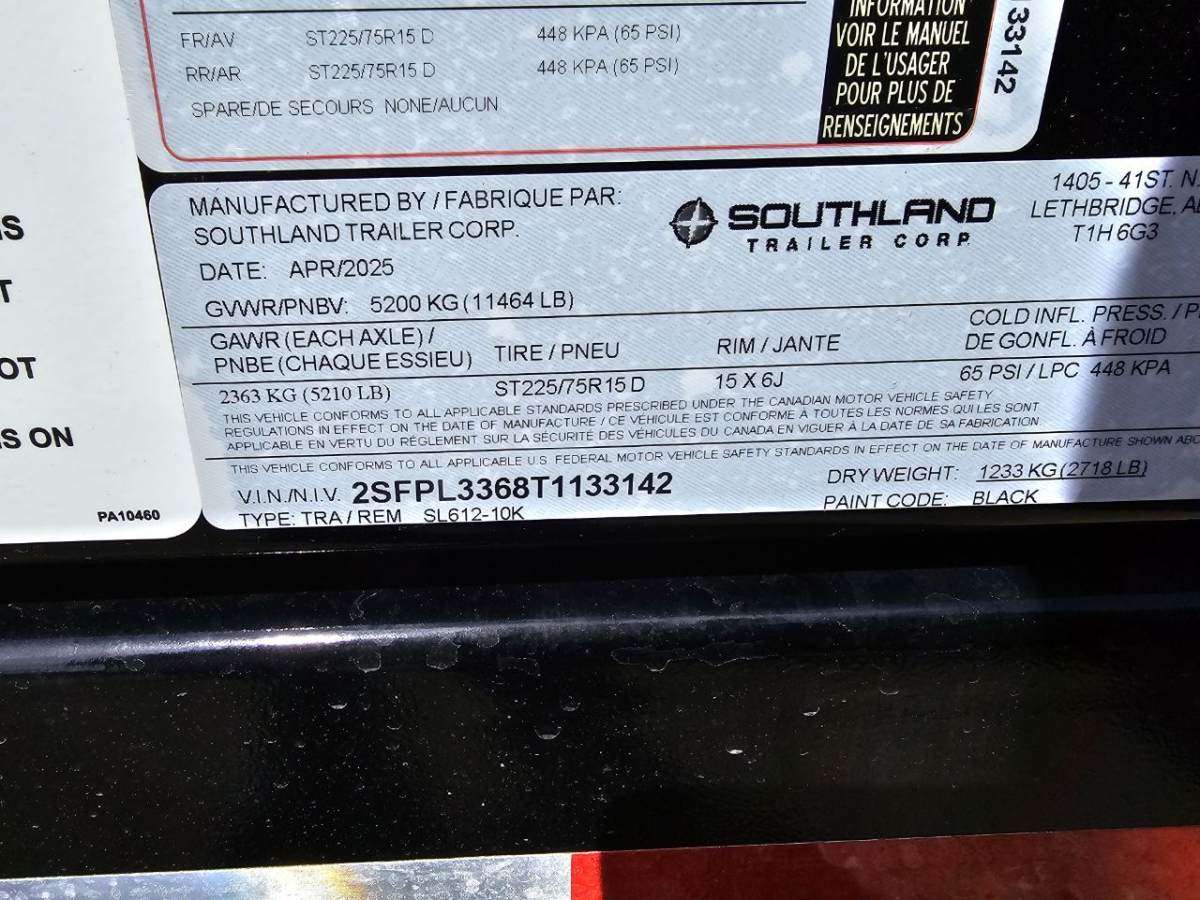 FR/AV ST225/75R15 D 448 KPA (65 PSI)
RR/AR ST225/75R15 D 448 KPA (65 PSI)
SPARE/DE SECOURS NONE/AUCUN
INFORMATION
VOIR LE MANUEL
DE L'USAGER
POUR PLUS DE
RENSEIGNEMENTS
133142
MANUFACTURED BY / FABRIQUE PAR:
SOUTHLAND TRAILER CORP.
SOUTHLAND
TRAILER CORP.
1405 - 41ST. N.
LETHBRIDGE, A
T1H 6G3
DATE: APR/2025
GVWR/PNBV: 5200 KG (11464 LB)
GAWR (EACH AXLE) /
PNBE (CHAQUE ESSIEU) TIRE / PNEU RIM / JANTE
COLD INFL. PRESS. / P
DE GONFL. À FROID
2363 KG (5210 LB) ST225/75R15 D 15 X 6J 65 PSI / LPC 448 KPA
THIS VEHICLE CONFORMS TO ALL APPLICABLE STANDARDS PRESCRIBED UNDER THE CANADIAN MOTOR VEHICLE SAFETY
REGULATIONS IN EFFECT ON THE DATE OF MANUFACTURE / CE VÉHICULE EST CONFORME À TOUTES LES NORMES QUI LES SONT
APPLICABLE EN VERTU DU RÉGLEMENT SUR LA SÉCURITÉ DES VÉHICULES DU CANADA EN VIGUER À LA DATE DE SA FABRICATION
THIS VEHICLE CONFORMS TO ALL APPLICABLE U.S. FEDERAL MOTOR VEHICLE SAFETY STANDARDS IN EFFECT ON THE DATE OF MANUFACTURE SHOWN ABO
V.I.N./N.I.V. 2SFPL3368T1133142 DRY WEIGHT: 1233 KG (2718 LB)
TYPE: TRA / REM SL612-10K PAINT CODE: BLACK
IS
T
OT
S ON
PA10460